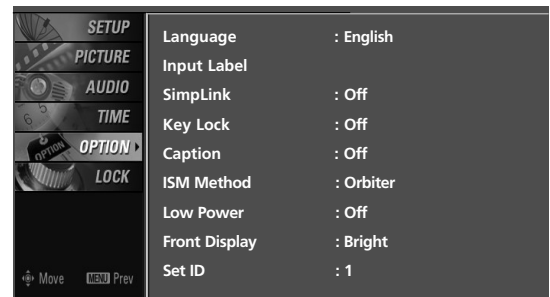 SETUP
PICTURE
AUDIO
TIME
OPTION
OPTION
LOCK
Move MENU Prev
Language : English
Input Label
SimpLink : Off
Key Lock : Off
Caption : Off
ISM Method : Orbiter
Low Power : Off
Front Display : Bright
Set ID : 1